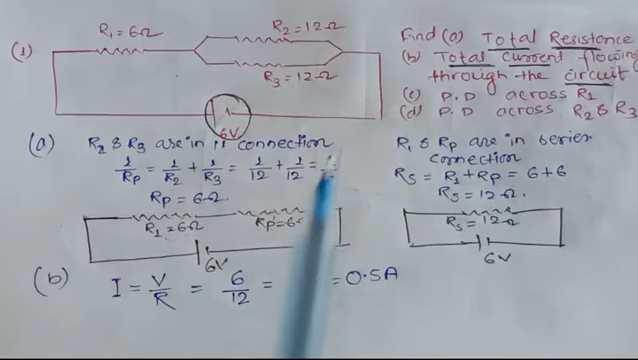 (1)
R₁ = 6Ω
R₂ = 12Ω
R₃ = 12Ω
6V
Find (a) Total Resistance
(b) Total Current flowing
through the circuit
(c) P.D across R₁
(d) P.D across R₂ & R₃
(a) R₂ & R₃ are in || connection
1/Rp = 1/R₂ + 1/R₃ = 1/12 + 1/12 =
Rp = 6Ω.
R₁ = 6Ω
Rp = 6
6V
R₁ & Rp are in series
connection
Rs = R₁ + Rp = 6 + 6
Rs = 12Ω.
Rs = 12Ω
6V
(b) I = V/R = 6/12 = = 0.5A